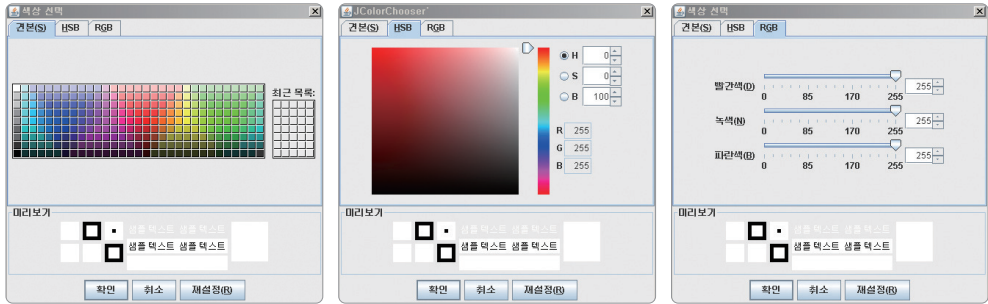 색상 선택
견본(S) HSB RGB
최근 목록:
미리보기
샘플 텍스트 샘플 텍스트
샘플 텍스트 샘플 텍스트
확인 취소 재설정(R)
JColorChooser`
견본(S) HSB RGB
H 0
S 0
B 100
R 255
G 255
B 255
미리보기
샘플 텍스트 샘플 텍스트
샘플 텍스트 샘플 텍스트
확인 취소 재설정(R)
색상 선택
견본(S) HSB RGB
빨간색(D) 255
0 85 170 255
녹색(N) 255
0 85 170 255
파란색(B) 255
0 85 170 255
미리보기
샘플 텍스트 샘플 텍스트
샘플 텍스트 샘플 텍스트
확인 취소 재설정(R)